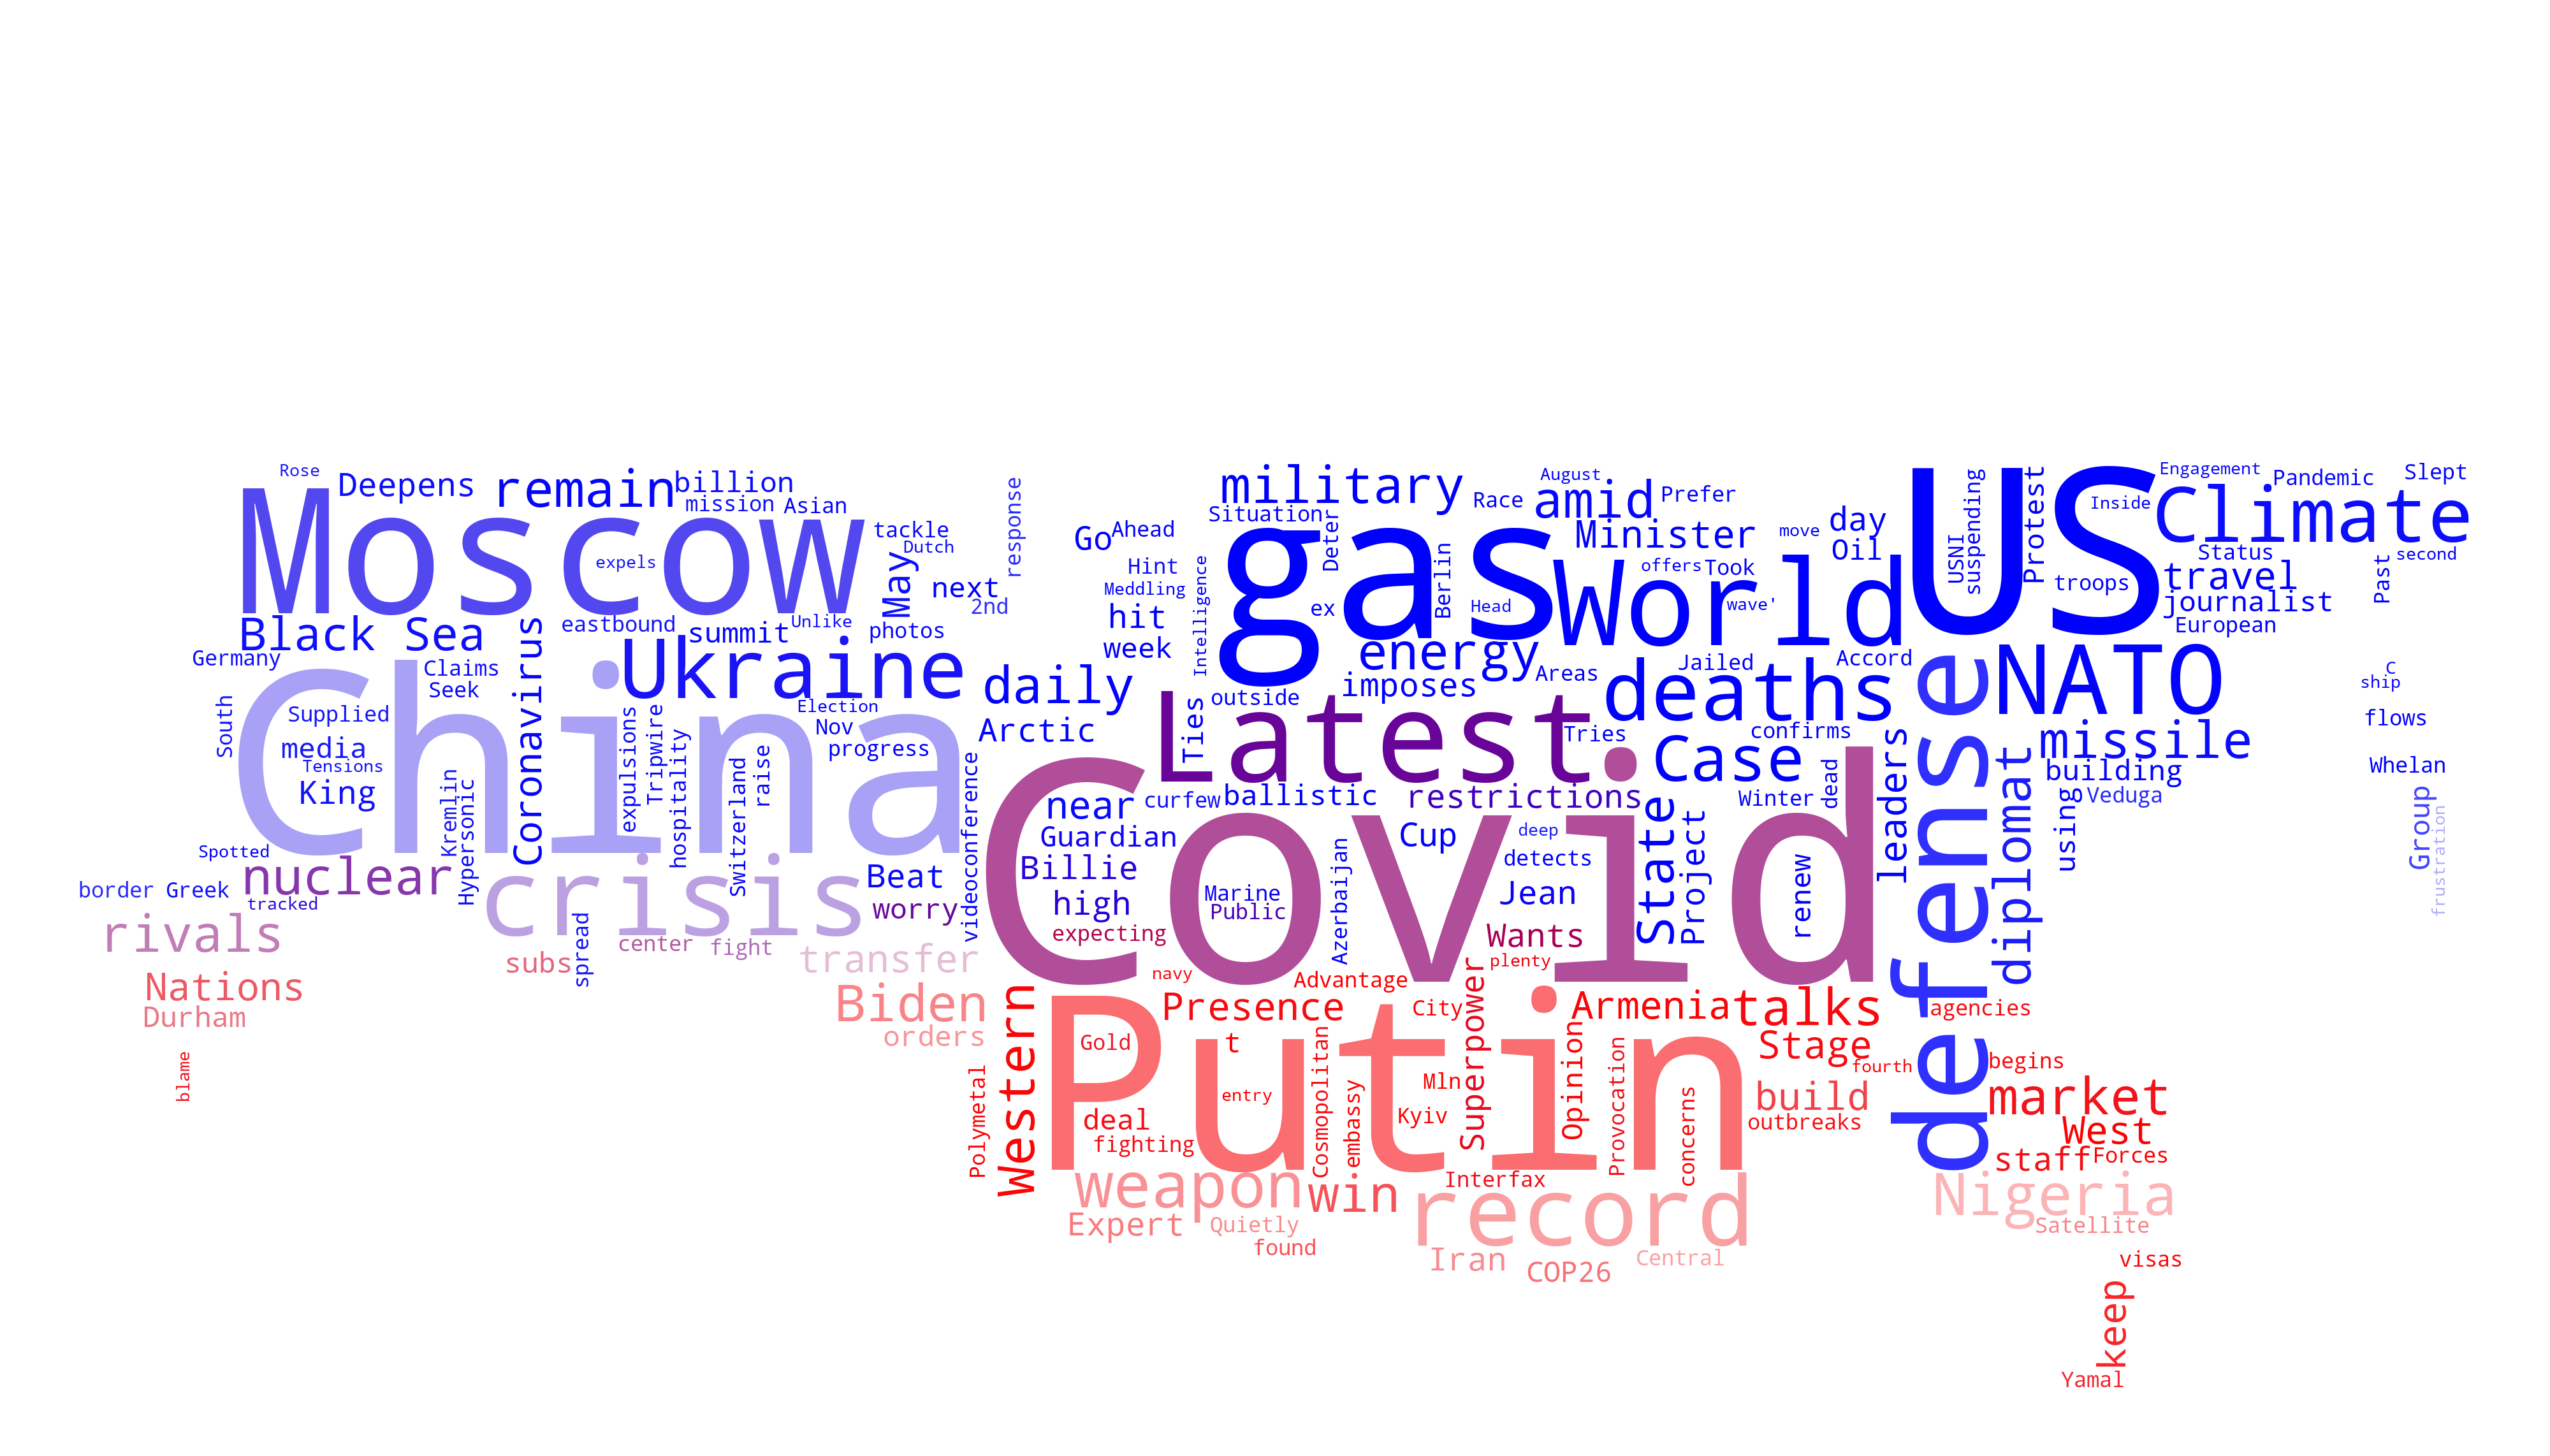 Rose
Deepens
remain
billion
mission
Asian
Moscow
expels
tackle
Dutch
May
next
2nd
response
Black Sea
eastbound
summit
Unlike
photos
Germany
Claims
Seek
Coronavirus
Ukraine
South
Supplied
media
Tensions
King
China
expulsions
Tripwire
hospitality
Switzerland
raise
Election
Nov
progress
Kremlin
Hypersonic
Spotted
border
Greek
nuclear
tracked
crisis
Beat
worry
videoconference
rivals
subs
spread
center
fight
transfer
Nations
Durham
blame
Biden
orders
military
Situation
Deter
Race
August
amid
Prefer
Minister
move
day
Oil
Go
Ahead
Hint
Meddling
hit
week
Intelligence
gas
ex
Berlin
Head
World
offers
Took
wave'
US
USNI
suspending
Protest
troops
Inside
Engagement
Pandemic
Slept
Climate
Status
second
Past
travel
journalist
European
daily
Arctic
Ties
outside
imposes
energy
Areas
Jailed
Accord
deaths
Latest
Tries
confirms
Case
NATO
missile
building
Veduga
using
defense
diplomat
leaders
C
ship
flows
Whelan
Group
frustration
near
curfew
ballistic
restrictions
Winter
dead
Guardian
Billie
high
expecting
Marine
Public
Azerbaijan
Cup
deep
detects
Jean
Wants
plenty
State
Project
renew
Covid
navy
Advantage
City
Superpower
Armenia
talks
agencies
Western
Presence
Gold
t
Stage
fourth
begins
Putin
Polymetal
entry
Cosmopolitan
embassy
Mln
Kyiv
Opinion
Provocation
concerns
build
outbreaks
market
West
staff
Forces
deal
fighting
weapon
win
Interfax
record
Nigeria
Satellite
Expert
Quietly
found
Iran
COP26
Central
visas
keep
Yamal